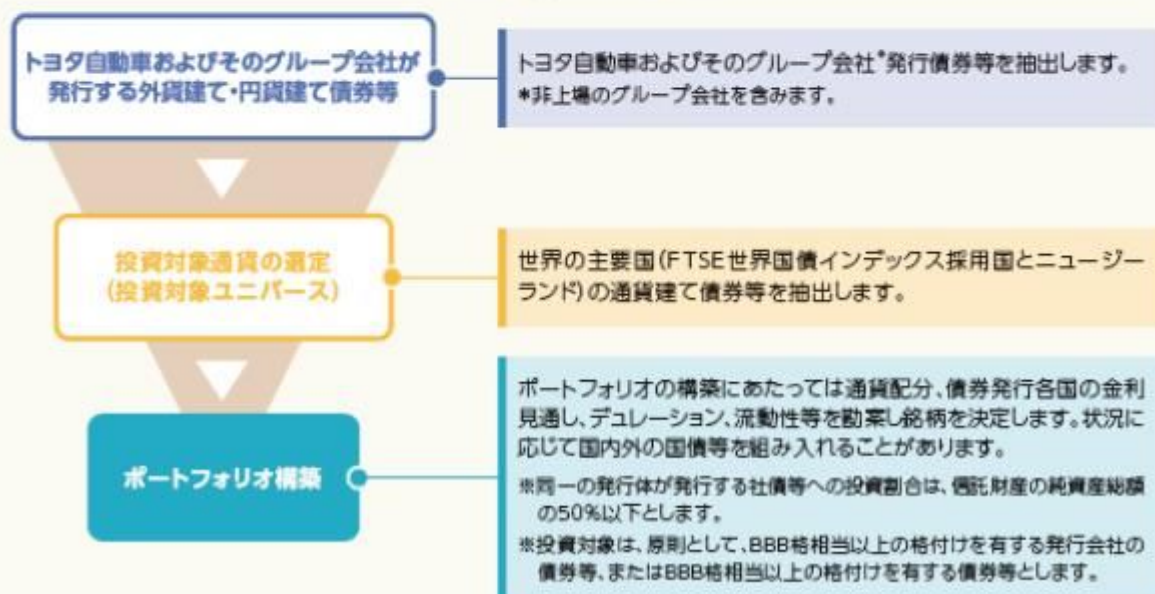 トヨタ自動車およびそのグループ会社が
発行する外貨建て・円貨建て債券等
トヨタ自動車およびそのグループ会社*発行債券等を抽出します。
*非上場のグループ会社を含みます。
投資対象通貨の選定
(投資対象ユニバース)
世界の主要国(FTSE世界国債インデックス採用国とニュージー
ランド)の通貨建て債券等を抽出します。
ポートフォリオ構築
ポートフォリオの構築にあたっては通貨配分、債券発行各国の金利
見通し、デュレーション、流動性等を勘案し銘柄を決定します。状況に
応じて国内外の国債等を組み入れることがあります。
※同一の発行体が発行する社債等への投資割合は、信託財産の純資産総額
の50%以下とします。
※投資対象は、原則として、BBB格相当以上の格付けを有する発行会社の
債券等、またはBBB格相当以上の格付けを有する債券等とします。